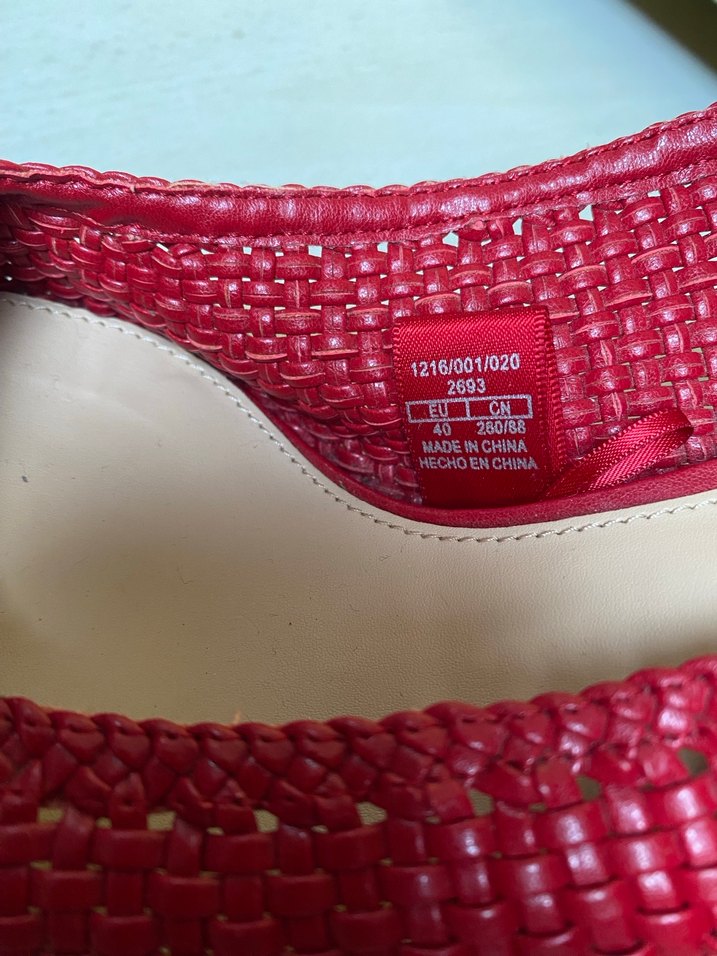 1216/001/020
2693
EU CN
40 260/88
MADE IN CHINA
HECHO EN CHINA